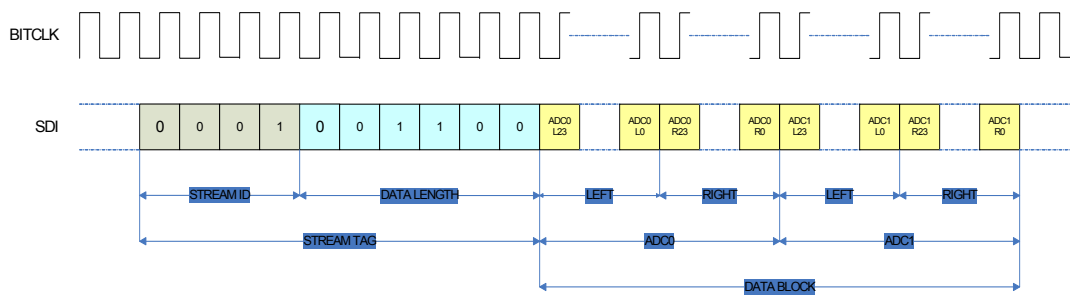 BITCLK
SDI 0 0 0 1 0 0 1 1 0 0 ADC0 L23 ADC0 L0 ADC0 R23 ADC0 R0 ADC1 L23 ADC1 L0 ADC1 R23 ADC1 R0
STREAM ID DATA LENGTH LEFT RIGHT LEFT RIGHT
STREAM TAG ADC0 ADC1
DATA BLOCK